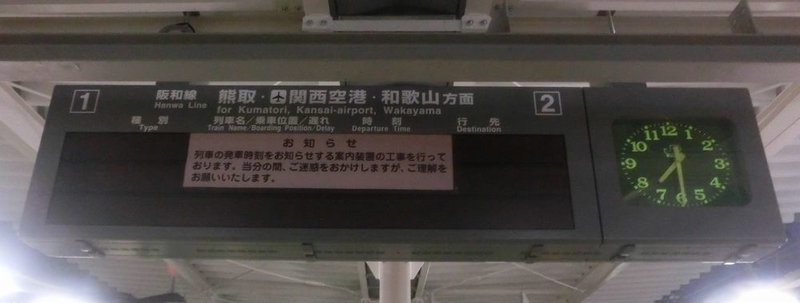 1 阪和線 熊取・関西空港・和歌山方面 2
Hanwa Line for Kumatori, Kansai-airport, Wakayama
種別 列車名/乗車位置/遅れ 時刻 行先
Type Train Name/Boarding Position/Delay Departure Time Destination
お知らせ
列車の発車時刻をお知らせする案内装置の工事を行って
おります。当分の間、ご迷惑をおかけしますが、ご理解を
お願いいたします。
12 1 2 3 4 5 6 7 8 9 10 11